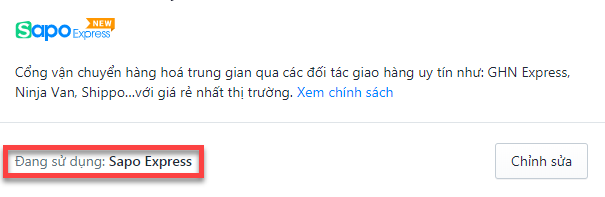 Sapo Express NEW
Cổng vận chuyển hàng hoá trung gian qua các đối tác giao hàng uy tín như: GHN Express,
Ninja Van, Shippo...với giá rẻ nhất thị trường. Xem chính sách
Đang sử dụng: Sapo Express
Chỉnh sửa